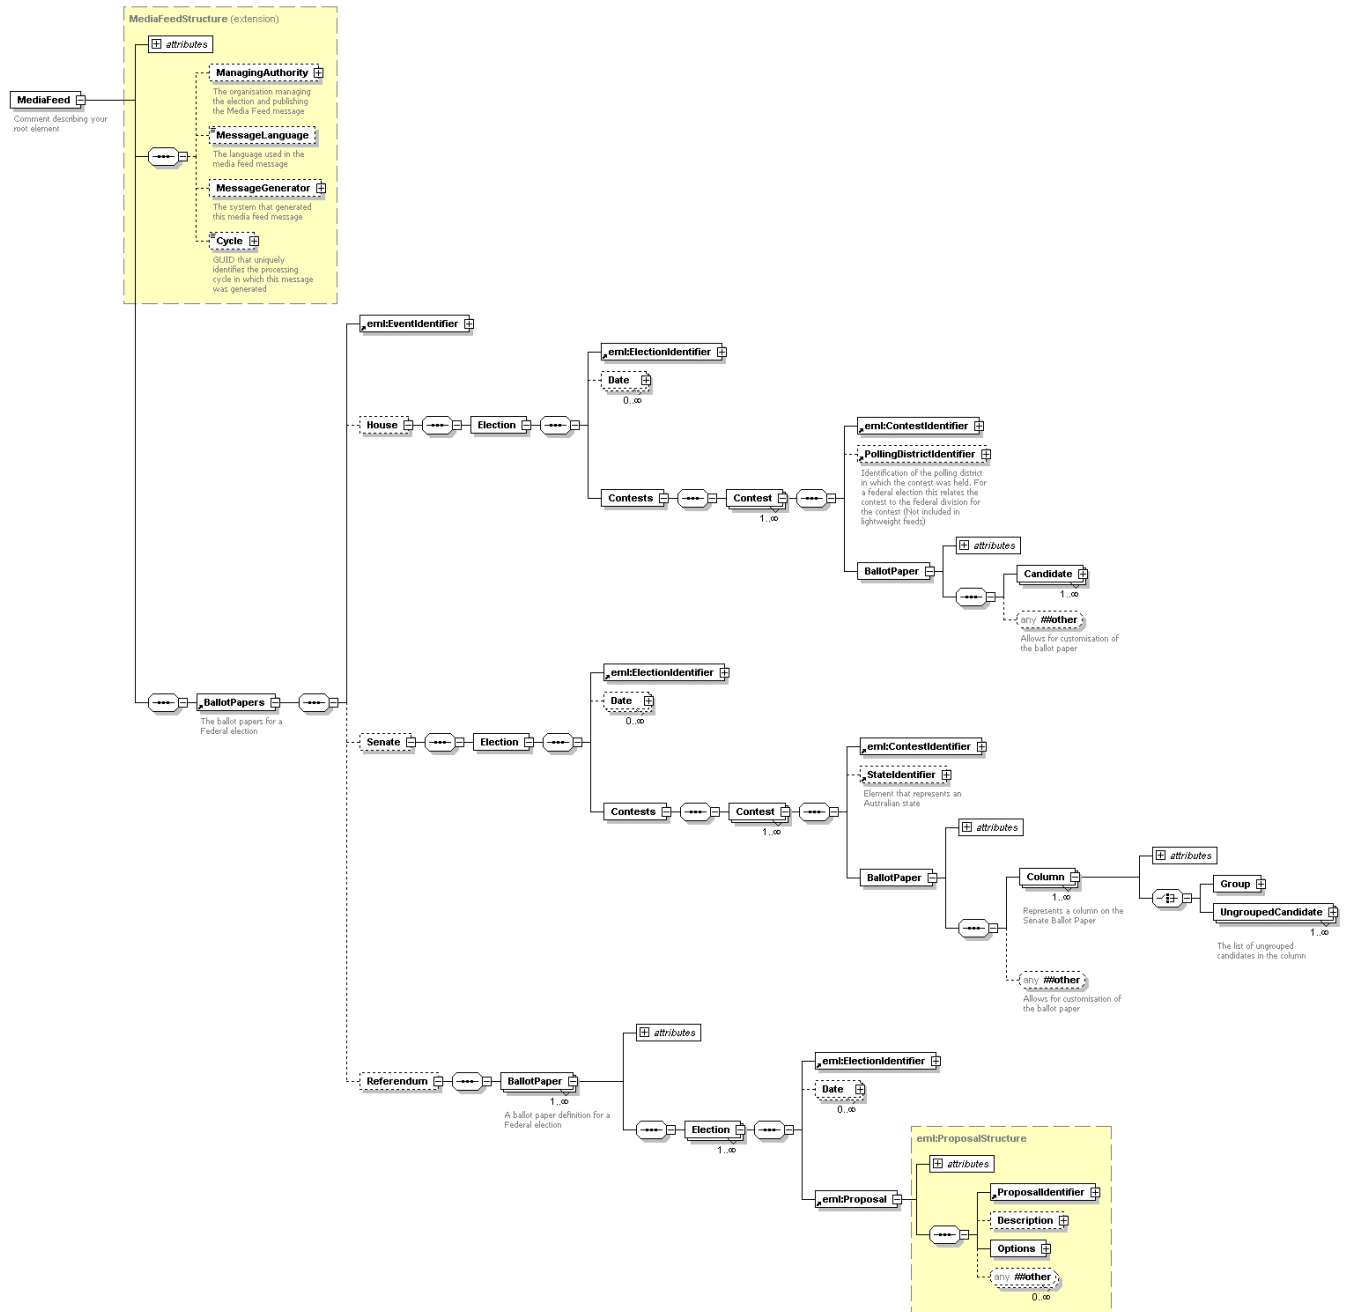 MediaFeedStructure (extension)
attributes
ManagingAuthority
The organisation managing
the election and publishing
the Media Feed message
MediaFeed
Comment describing your
root element
MessageLanguage
The language used in the
media feed message
MessageGenerator
The system that generated
this media feed message
Cycle
GUID that uniquely
identifies the processing
cycle in which this message
was generated
eml:EventIdentifier
eml:ElectionIdentifier
Date
0..∞
House
Election
eml:ContestIdentifier
PollingDistrictIdentifier
Identification of the polling district
in which the contest was held. For
a federal election this relates the
contest to the federal division for
the contest (Not included in
lightweight feeds)
Contests
Contest
1..∞
attributes
BallotPaper
Candidate
1..∞
any ##other
Allows for customisation of
the ballot paper
eml:ElectionIdentifier
Date
0..∞
BallotPapers
The ballot papers for a
Federal election
Senate
Election
eml:ContestIdentifier
StateIdentifier
Element that represents an
Australian state
Contests
Contest
1..∞
attributes
attributes
BallotPaper
Column
1..∞
Represents a column on the
Senate Ballot Paper
Group
UngroupedCandidate
1..∞
The list of ungrouped
candidates in the column
any ##other
Allows for customisation of
the ballot paper
attributes
eml:ElectionIdentifier
Referendum
BallotPaper
1..∞
A ballot paper definition for a
Federal election
Date
0..∞
Election
1..∞
eml:ProposalStructure
attributes
eml:Proposal
ProposalIdentifier
Description
Options
any ##other
0..∞